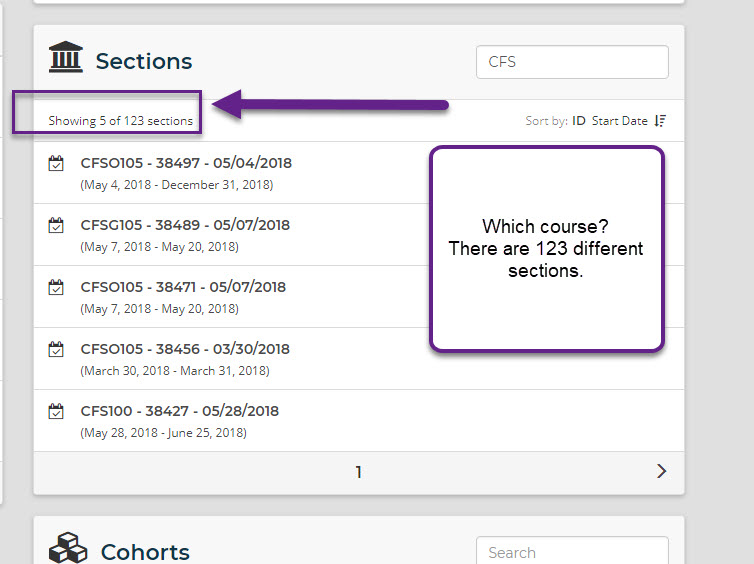 Sections
CFS
Showing 5 of 123 sections
Sort by: ID Start Date
CFSO105 - 38497 - 05/04/2018
(May 4, 2018 - December 31, 2018)
CFSG105 - 38489 - 05/07/2018
(May 7, 2018 - May 20, 2018)
CFSO105 - 38471 - 05/07/2018
(May 7, 2018 - May 20, 2018)
CFSO105 - 38456 - 03/30/2018
(March 30, 2018 - March 31, 2018)
CFS100 - 38427 - 05/28/2018
(May 28, 2018 - June 25, 2018)
Which course?
There are 123 different
sections.
1
Cohorts
Search